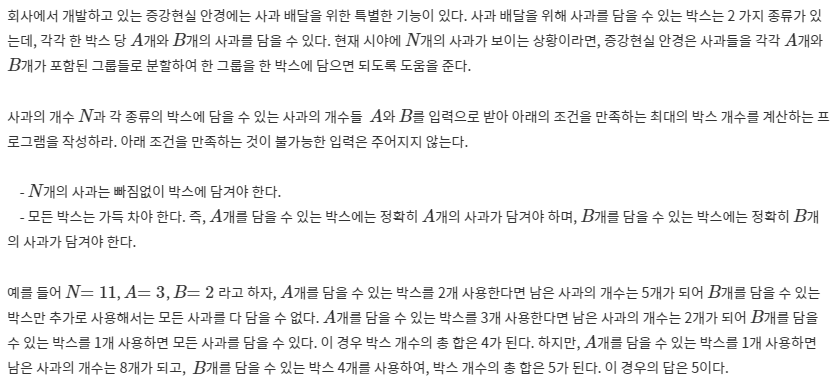 회사에서 개발하고 있는 증강현실 안경에는 사과 배달을 위한 특별한 기능이 있다. 사과 배달을 위해 사과를 담을 수 있는 박스는 2 가지 종류가 있
는데, 각각 한 박스 당 A개와 B개의 사과를 담을 수 있다. 현재 시야에 N개의 사과가 보이는 상황이라면, 증강현실 안경은 사과들을 각각 A개와
B개가 포함된 그룹들로 분할하여 한 그룹을 한 박스에 담으면 되도록 도움을 준다.
사과의 개수 N과 각 종류의 박스에 담을 수 있는 사과의 개수들 A와 B를 입력으로 받아 아래의 조건을 만족하는 최대의 박스 개수를 계산하는 프
로그램을 작성하라. 아래 조건을 만족하는 것이 불가능한 입력은 주어지지 않는다.
- N개의 사과는 빠짐없이 박스에 담겨야 한다.
- 모든 박스는 가득 차야 한다. 즉, A개를 담을 수 있는 박스에는 정확히 A개의 사과가 담겨야 하며, B개를 담을 수 있는 박스에는 정확히 B개
의 사과가 담겨야 한다.
예를 들어 N= 11, A= 3, B= 2 라고 하자, A개를 담을 수 있는 박스를 2개 사용한다면 남은 사과의 개수는 5개가 되어 B개를 담을 수 있는
박스만 추가로 사용해서는 모든 사과를 다 담을 수 없다. A개를 담을 수 있는 박스를 3개 사용한다면 남은 사과의 개수는 2개가 되어 B개를 담을
수 있는 박스를 1개 사용하면 모든 사과를 담을 수 있다. 이 경우 박스 개수의 총 합은 4가 된다. 하지만, A개를 담을 수 있는 박스를 1개 사용하면
남은 사과의 개수는 8개가 되고, B개를 담을 수 있는 박스 4개를 사용하여, 박스 개수의 총 합은 5가 된다. 이 경우의 답은 5이다.